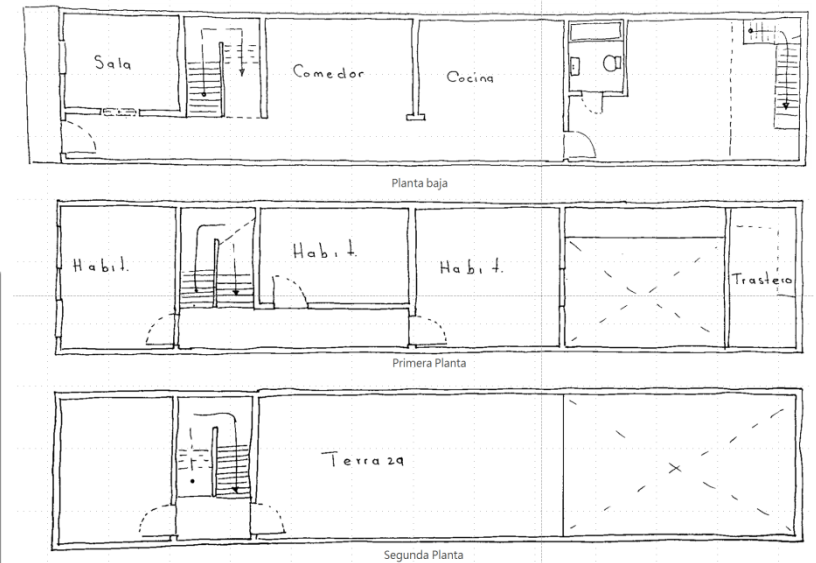 Sala
Comedor
Cocina
Planta baja
Habit.
Habit.
Habit.
Trastero
Primera Planta
Terraza
Segunda Planta